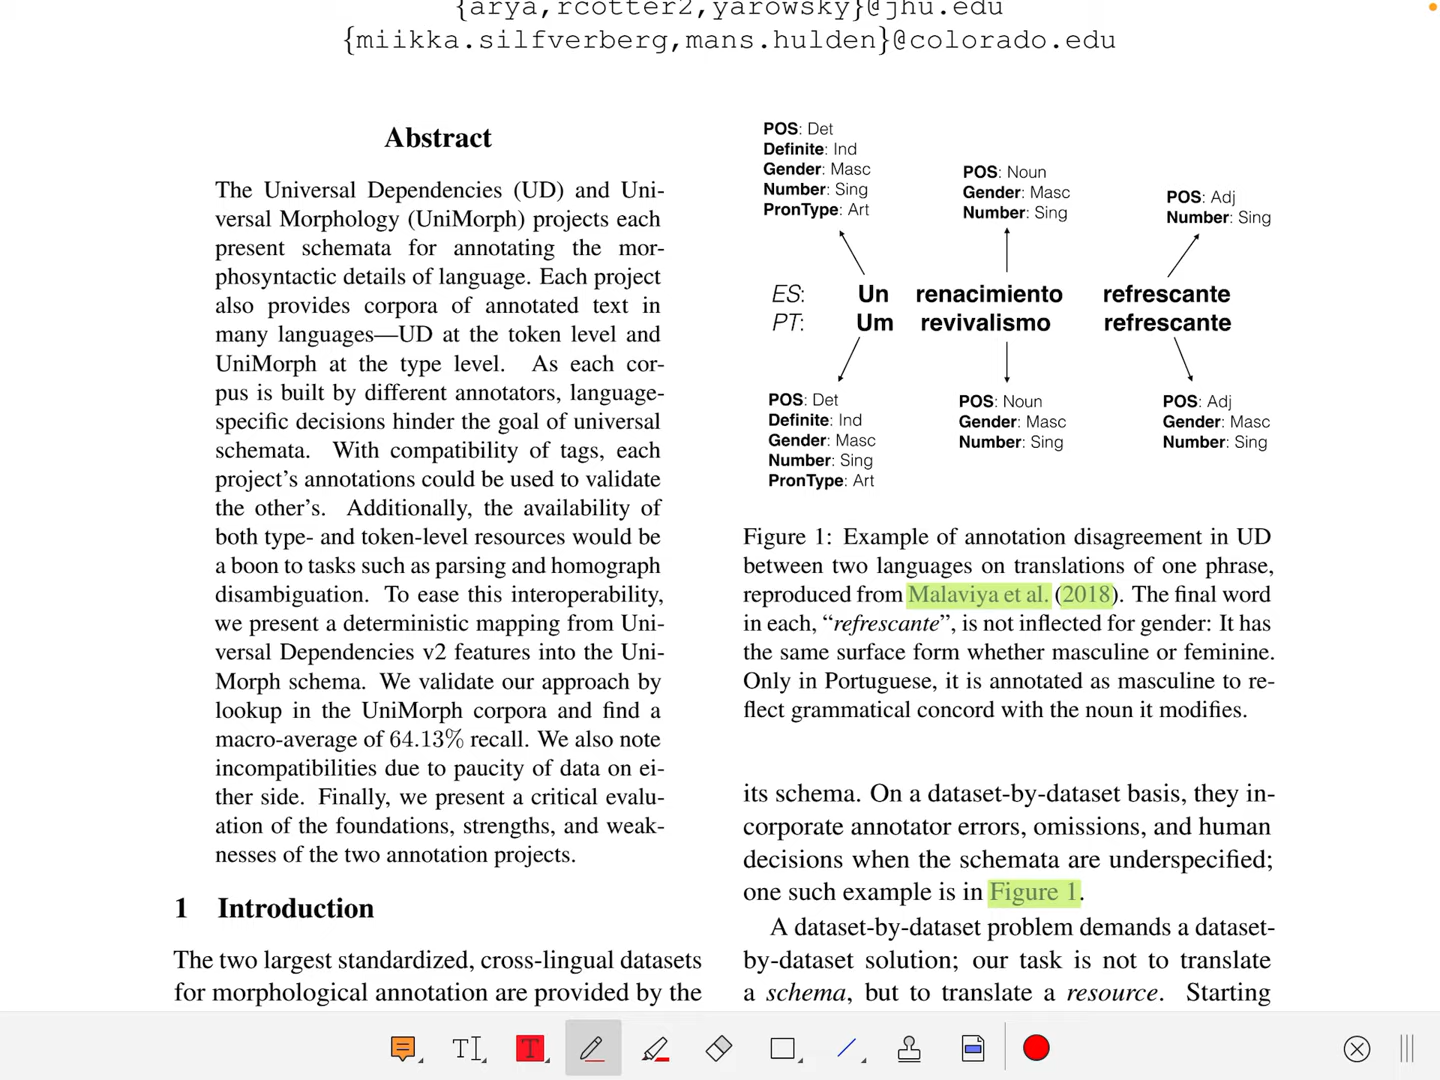 {arya,rcotter2,yarowsky}@jhu.edu
{miikka.silfverberg,mans.hulden}@colorado.edu
Abstract
The Universal Dependencies (UD) and Uni-
versal Morphology (UniMorph) projects each
present schemata for annotating the mor-
phosyntactic details of language. Each project
also provides corpora of annotated text in
many languages—UD at the token level and
UniMorph at the type level. As each cor-
pus is built by different annotators, language-
specific decisions hinder the goal of universal
schemata. With compatibility of tags, each
project's annotations could be used to validate
the other's. Additionally, the availability of
both type- and token-level resources would be
a boon to tasks such as parsing and homograph
disambiguation. To ease this interoperability,
we present a deterministic mapping from Uni-
versal Dependencies v2 features into the Uni-
Morph schema. We validate our approach by
lookup in the UniMorph corpora and find a
macro-average of 64.13% recall. We also note
incompatibilities due to paucity of data on ei-
ther side. Finally, we present a critical evalu-
ation of the foundations, strengths, and weak-
nesses of the two annotation projects.
1 Introduction
The two largest standardized, cross-lingual datasets
for morphological annotation are provided by the
POS: Det
Definite: Ind
Gender: Masc
Number: Sing
PronType: Art
POS: Noun
Gender: Masc
Number: Sing
POS: Adj
Number: Sing
ES: Un renacimiento refrescante
PT: Um revivalismo refrescante
POS: Det
Definite: Ind
Gender: Masc
Number: Sing
PronType: Art
POS: Noun
Gender: Masc
Number: Sing
POS: Adj
Gender: Masc
Number: Sing
Figure 1: Example of annotation disagreement in UD
between two languages on translations of one phrase,
reproduced from Malaviya et al. (2018). The final word
in each, “refrescante”, is not inflected for gender: It has
the same surface form whether masculine or feminine.
Only in Portuguese, it is annotated as masculine to re-
flect grammatical concord with the noun it modifies.
its schema. On a dataset-by-dataset basis, they in-
corporate annotator errors, omissions, and human
decisions when the schemata are underspecified;
one such example is in Figure 1.
A dataset-by-dataset problem demands a dataset-
by-dataset solution; our task is not to translate
a schema, but to translate a resource. Starting
T
T